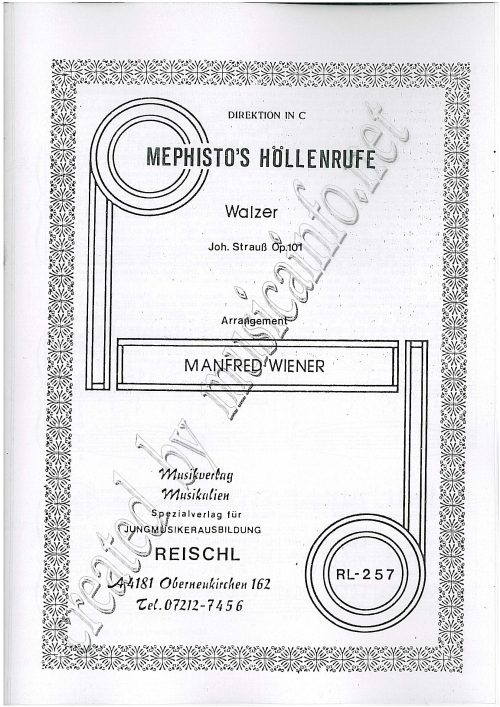 DIREKTION IN C
MEPHISTO'S HÖLLENRUFE
Walzer
Joh. Strauß Op.101
Arrangement
MANFRED WIENER
Musikverlag
Musikalien
Spezialverlag für
JUNGMUSIKERAUSBILDUNG
REISCHL
A 4181 Oberneukirchen 162
Tel. 07212-7456
RL-257
created by musicainfo.net